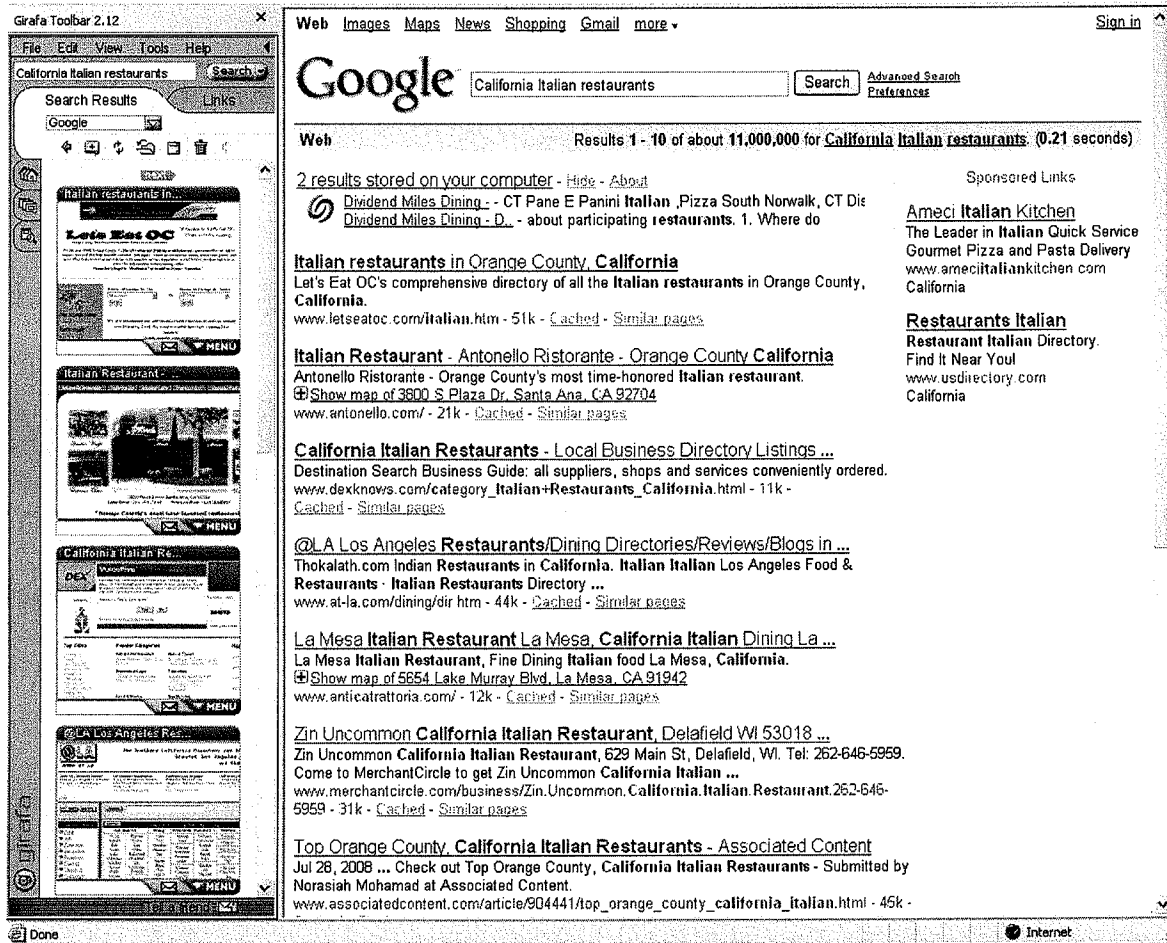 Girafa Toolbar 2.12
File Edit View Tools Help
California Italian restaurants Search
Search Results Links
Google
Italian restaurants in...
Lets Eat OC
MENU
Italian Restaurant - ...
MENU
California Italian Re...
DEX
MENU
@LA Los Angeles Res...
@LA
MENU
girafa
Tell a friend
Web Images Maps News Shopping Gmail more
Sign in
Google California Italian restaurants Search Advanced Search
Preferences
Web Results 1 - 10 of about 11,000,000 for California Italian restaurants. (0.21 seconds)
2 results stored on your computer - Hide - About
Dividend Miles Dining - - CT Pane E Panini Italian ,Pizza South Norwalk, CT Dis
Dividend Miles Dining - D.. - about participating restaurants. 1. Where do
Italian restaurants in Orange County, California
Let's Eat OC's comprehensive directory of all the Italian restaurants in Orange County,
California.
www.letseatoc.com/italian.htm - 51k - Cached - Similar pages
Italian Restaurant - Antonello Ristorante - Orange County California
Antonello Ristorante - Orange County's most time-honored Italian restaurant.
Show map of 3800 S Plaza Dr, Santa Ana, CA 92704
www.antonello.com/ - 21k - Cached - Similar pages
California Italian Restaurants - Local Business Directory Listings ...
Destination Search Business Guide: all suppliers, shops and services conveniently ordered.
www.dexknows.com/category_Italian+Restaurants_California.html - 11k -
Cached - Similar pages
@LA Los Angeles Restaurants/Dining Directories/Reviews/Blogs in ...
Thokalath.com Indian Restaurants in California. Italian Italian Los Angeles Food &
Restaurants · Italian Restaurants Directory ...
www.at-la.com/dining/dir htm - 44k - Cached - Similar pages
La Mesa Italian Restaurant La Mesa, California Italian Dining La ...
La Mesa Italian Restaurant, Fine Dining Italian food La Mesa, California.
Show map of 5654 Lake Murray Blvd, La Mesa, CA 91942
www.anticatrattoria.com/ - 12k - Cached - Similar pages
Zin Uncommon California Italian Restaurant, Delafield WI 53018 ...
Zin Uncommon California Italian Restaurant, 629 Main St, Delafield, WI. Tel: 262-646-5959.
Come to MerchantCircle to get Zin Uncommon California Italian ...
www.merchantcircle.com/business/Zin.Uncommon.California.Italian.Restaurant.262-646-
5959 - 31k - Cached - Similar pages
Top Orange County, California Italian Restaurants - Associated Content
Jul 28, 2008 ... Check out Top Orange County, California Italian Restaurants - Submitted by
Norasiah Mohamad at Associated Content.
www.associatedcontent.com/article/904441/top_orange_county_california_italian.html - 45k -
Sponsored Links
Ameci Italian Kitchen
The Leader in Italian Quick Service
Gourmet Pizza and Pasta Delivery
www.ameciitaliankitchen com
California
Restaurants Italian
Restaurant Italian Directory.
Find It Near You!
www.usdirectory.com
California
Done
Internet